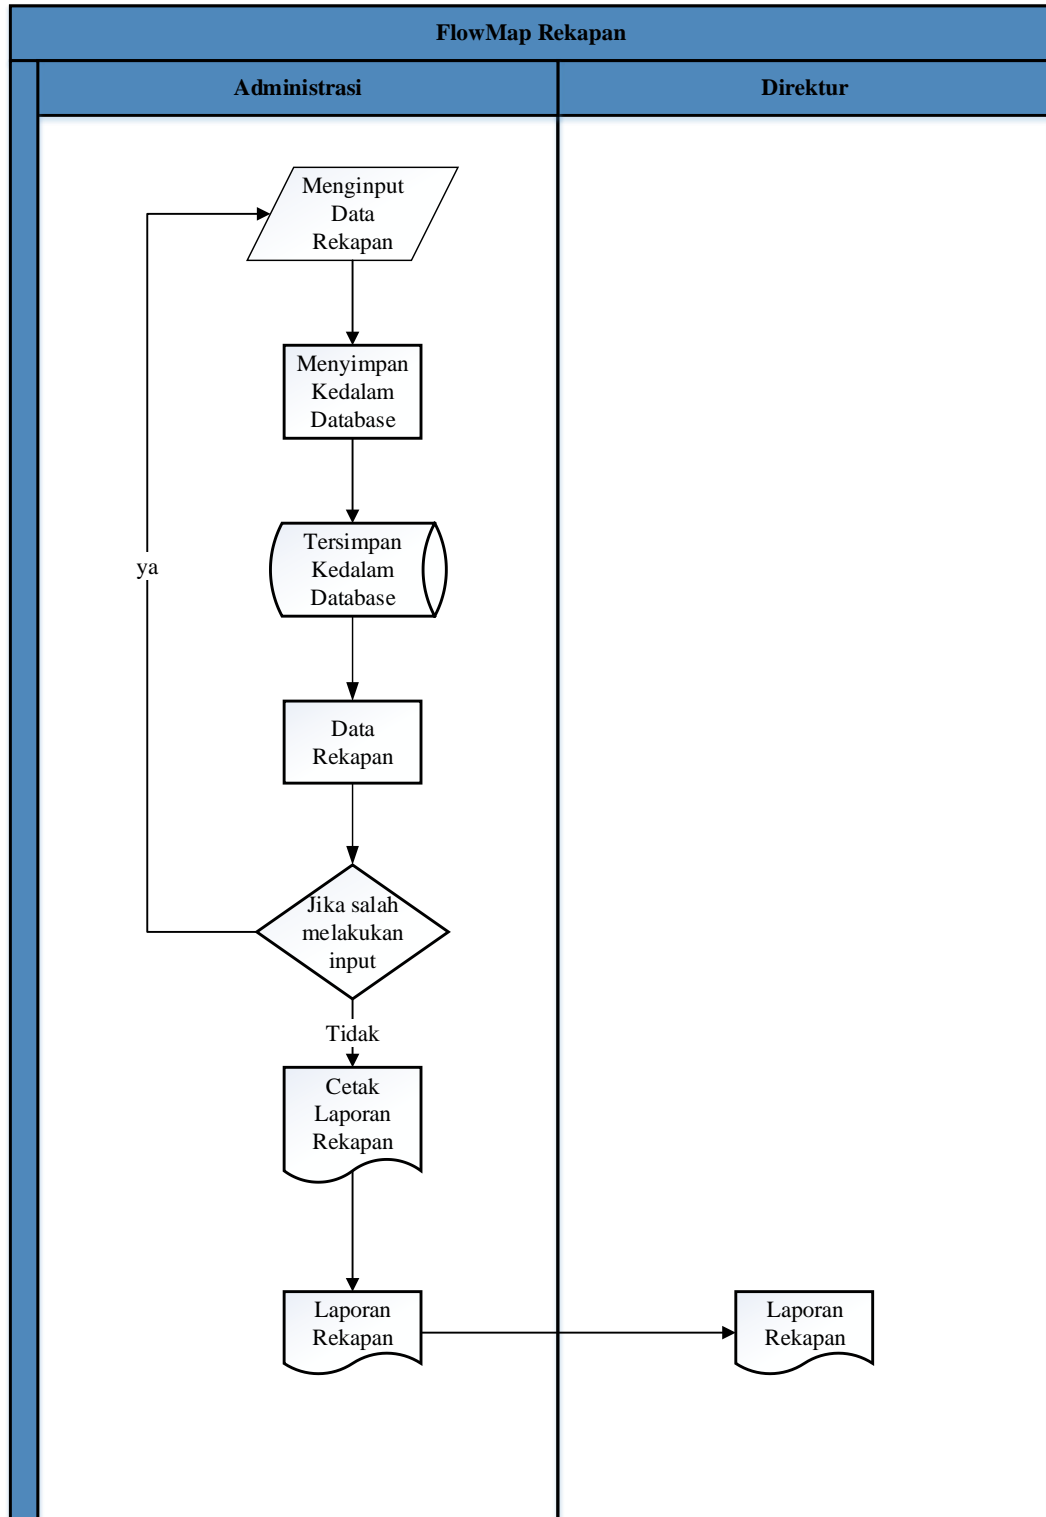 FlowMap Rekapan
Administrasi
Direktur
Menginput
Data
Rekapan
Menyimpan
Kedalam
Database
Tersimpan
Kedalam
Database
ya
Data
Rekapan
Jika salah
melakukan
input
Tidak
Cetak
Laporan
Rekapan
Laporan
Rekapan
Laporan
Rekapan